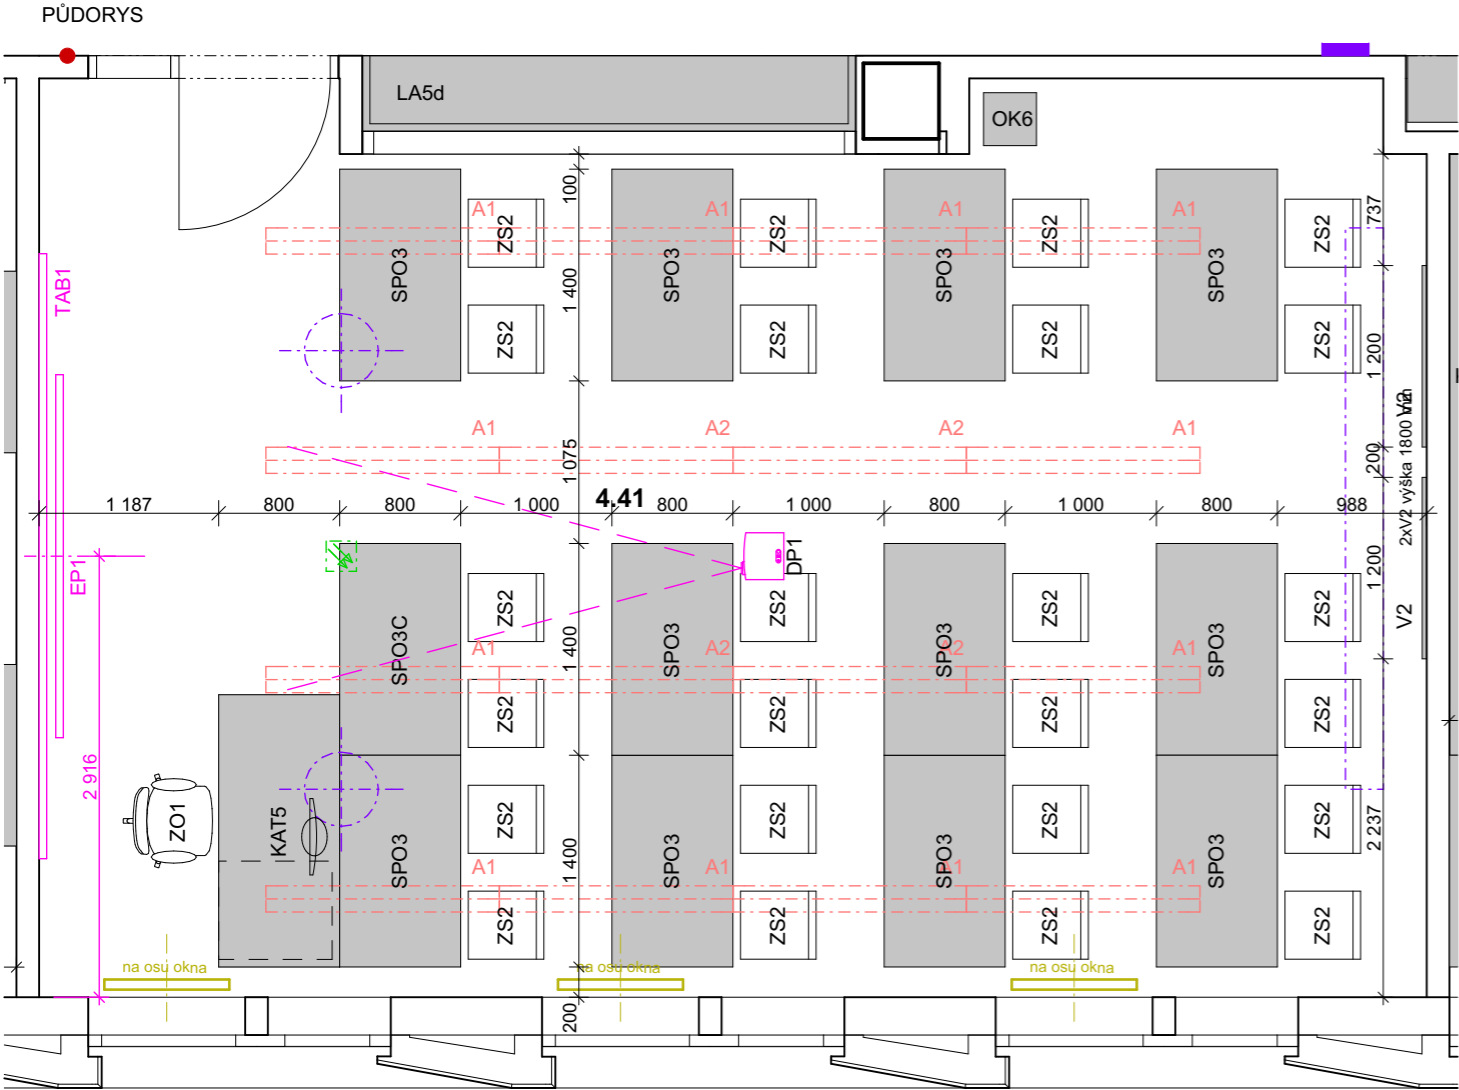 PŮDORYS
LA5d
OK6
A1
A1
A1
A1
ZS2
ZS2
ZS2
ZS2
100
737
SPO3
SPO3
SPO3
SPO3
TAB1
1 400
ZS2
ZS2
ZS2
ZS2
1 200
A1
A2
A2
A1
1 075
200
V2
2xV2 výška 1800 mm
4.41
1 187
800
800
1 000
800
1 000
800
1 000
800
988
EP1
DP1
1 200
ZS2
ZS2
ZS2
ZS2
V2
SPO3C
1 400
SPO3
SPO3
SPO3
A1
A2
A2
A1
ZS2
ZS2
ZS2
ZS2
2 916
ZO1
KAT5
ZS2
ZS2
ZS2
ZS2
2 237
SPO3
1 400
SPO3
SPO3
SPO3
A1
A1
A1
A1
ZS2
ZS2
ZS2
ZS2
na osu okna
na osu okna
na osu okna
200